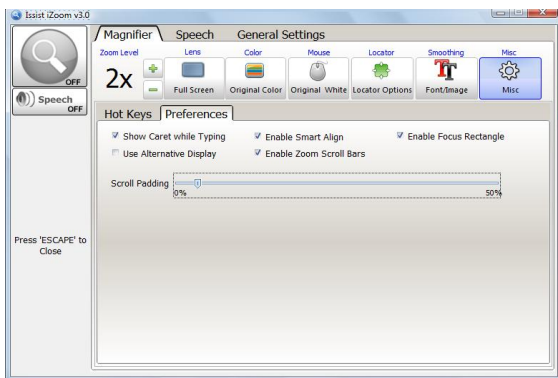 Issist iZoom v3.0
OFF
Speech
OFF
Press 'ESCAPE' to
Close
Magnifier Speech General Settings
Zoom Level Lens Color Mouse Locator Smoothing Misc
2x
Full Screen Original Color Original White Locator Options Font/Image Misc
Hot Keys Preferences
Show Caret while Typing Enable Smart Align Enable Focus Rectangle
Use Alternative Display Enable Zoom Scroll Bars
Scroll Padding
0% 50%